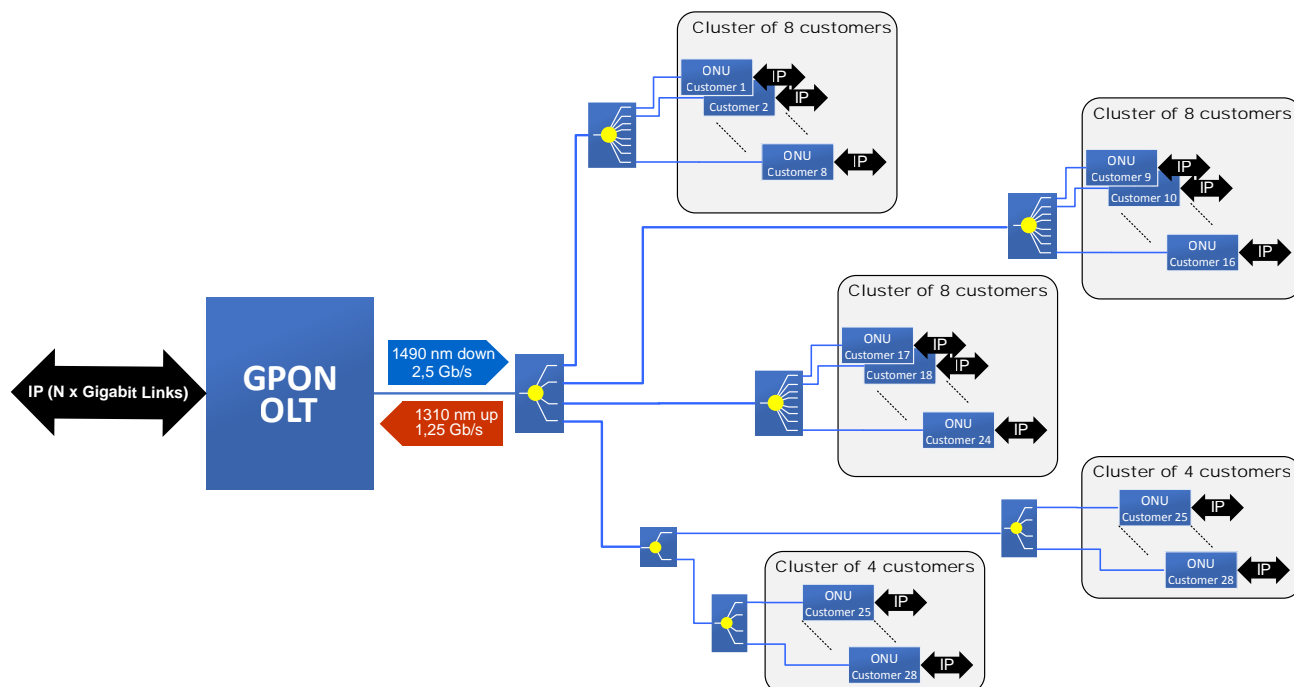 Cluster of 8 customers
ONU
Customer 1
IP
Customer 2
IP
ONU
Customer 8
IP
Cluster of 8 customers
ONU
Customer 9
IP
Customer 10
IP
ONU
Customer 16
IP
Cluster of 8 customers
ONU
Customer 17
IP
Customer 18
IP
ONU
Customer 24
IP
IP (N x Gigabit Links)
GPON
OLT
1490 nm down
2,5 Gb/s
1310 nm up
1,25 Gb/s
Cluster of 4 customers
ONU
Customer 25
IP
ONU
Customer 28
IP
Cluster of 4 customers
ONU
Customer 25
IP
ONU
Customer 28
IP